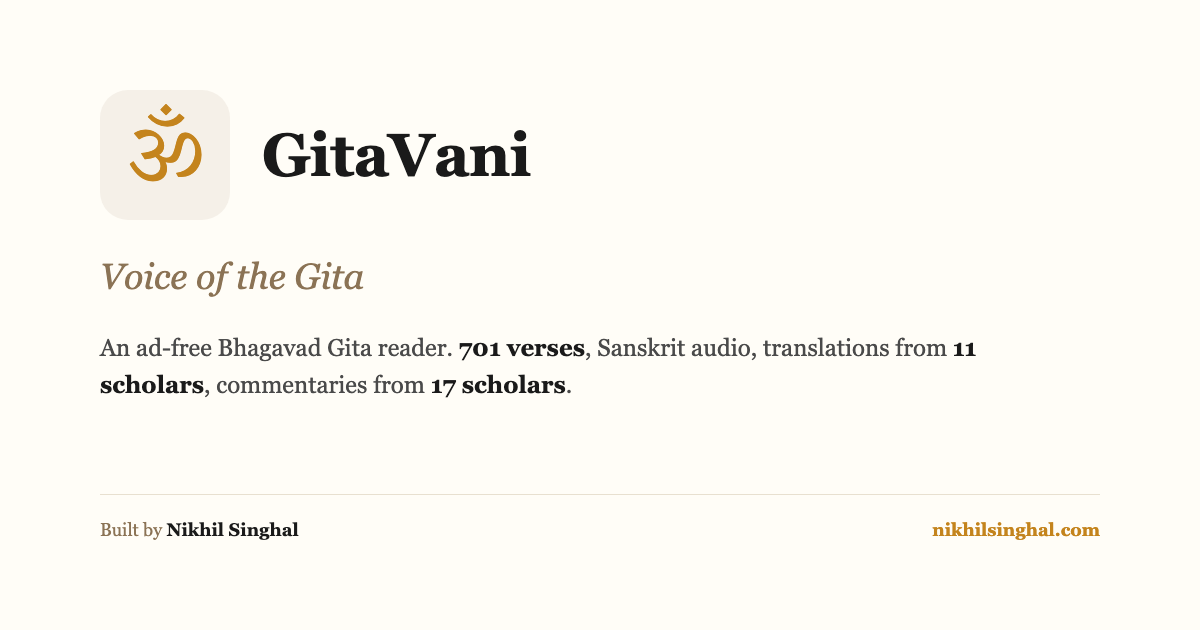 ॐ
GitaVani
Voice of the Gita
An ad-free Bhagavad Gita reader. 701 verses, Sanskrit audio, translations from 11
scholars, commentaries from 17 scholars.
Built by Nikhil Singhal
nikhilsinghal.com